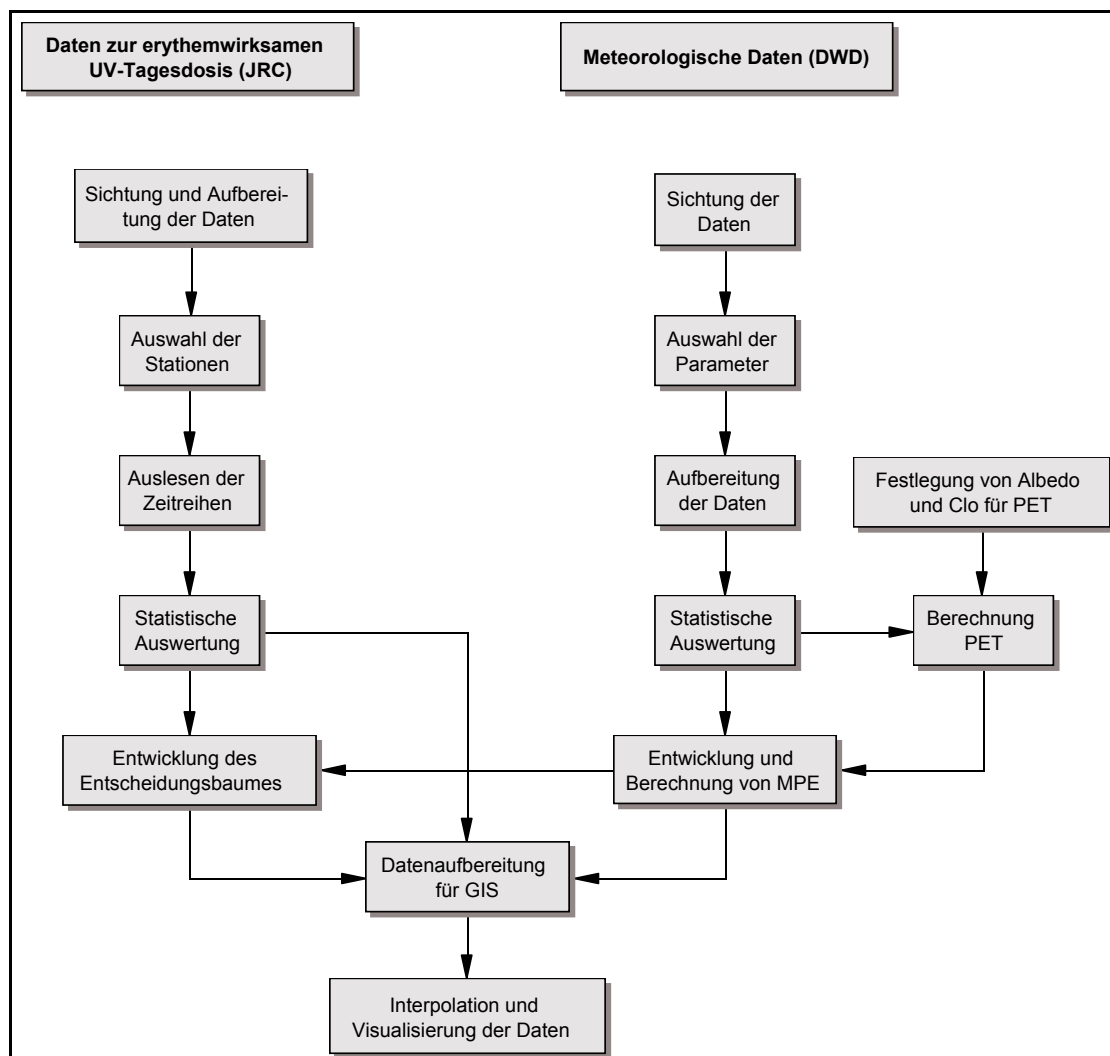 Daten zur erythemwirksamen
UV-Tagesdosis (JRC)
Meteorologische Daten (DWD)
Sichtung und Aufberei-
tung der Daten
Sichtung der
Daten
Auswahl der
Stationen
Auswahl der
Parameter
Auslesen der
Zeitreihen
Aufbereitung
der Daten
Festlegung von Albedo
und Clo für PET
Statistische
Auswertung
Statistische
Auswertung
Berechnung
PET
Entwicklung des
Entscheidungsbaumes
Entwicklung und
Berechnung von MPE
Datenaufbereitung
für GIS
Interpolation und
Visualisierung der Daten